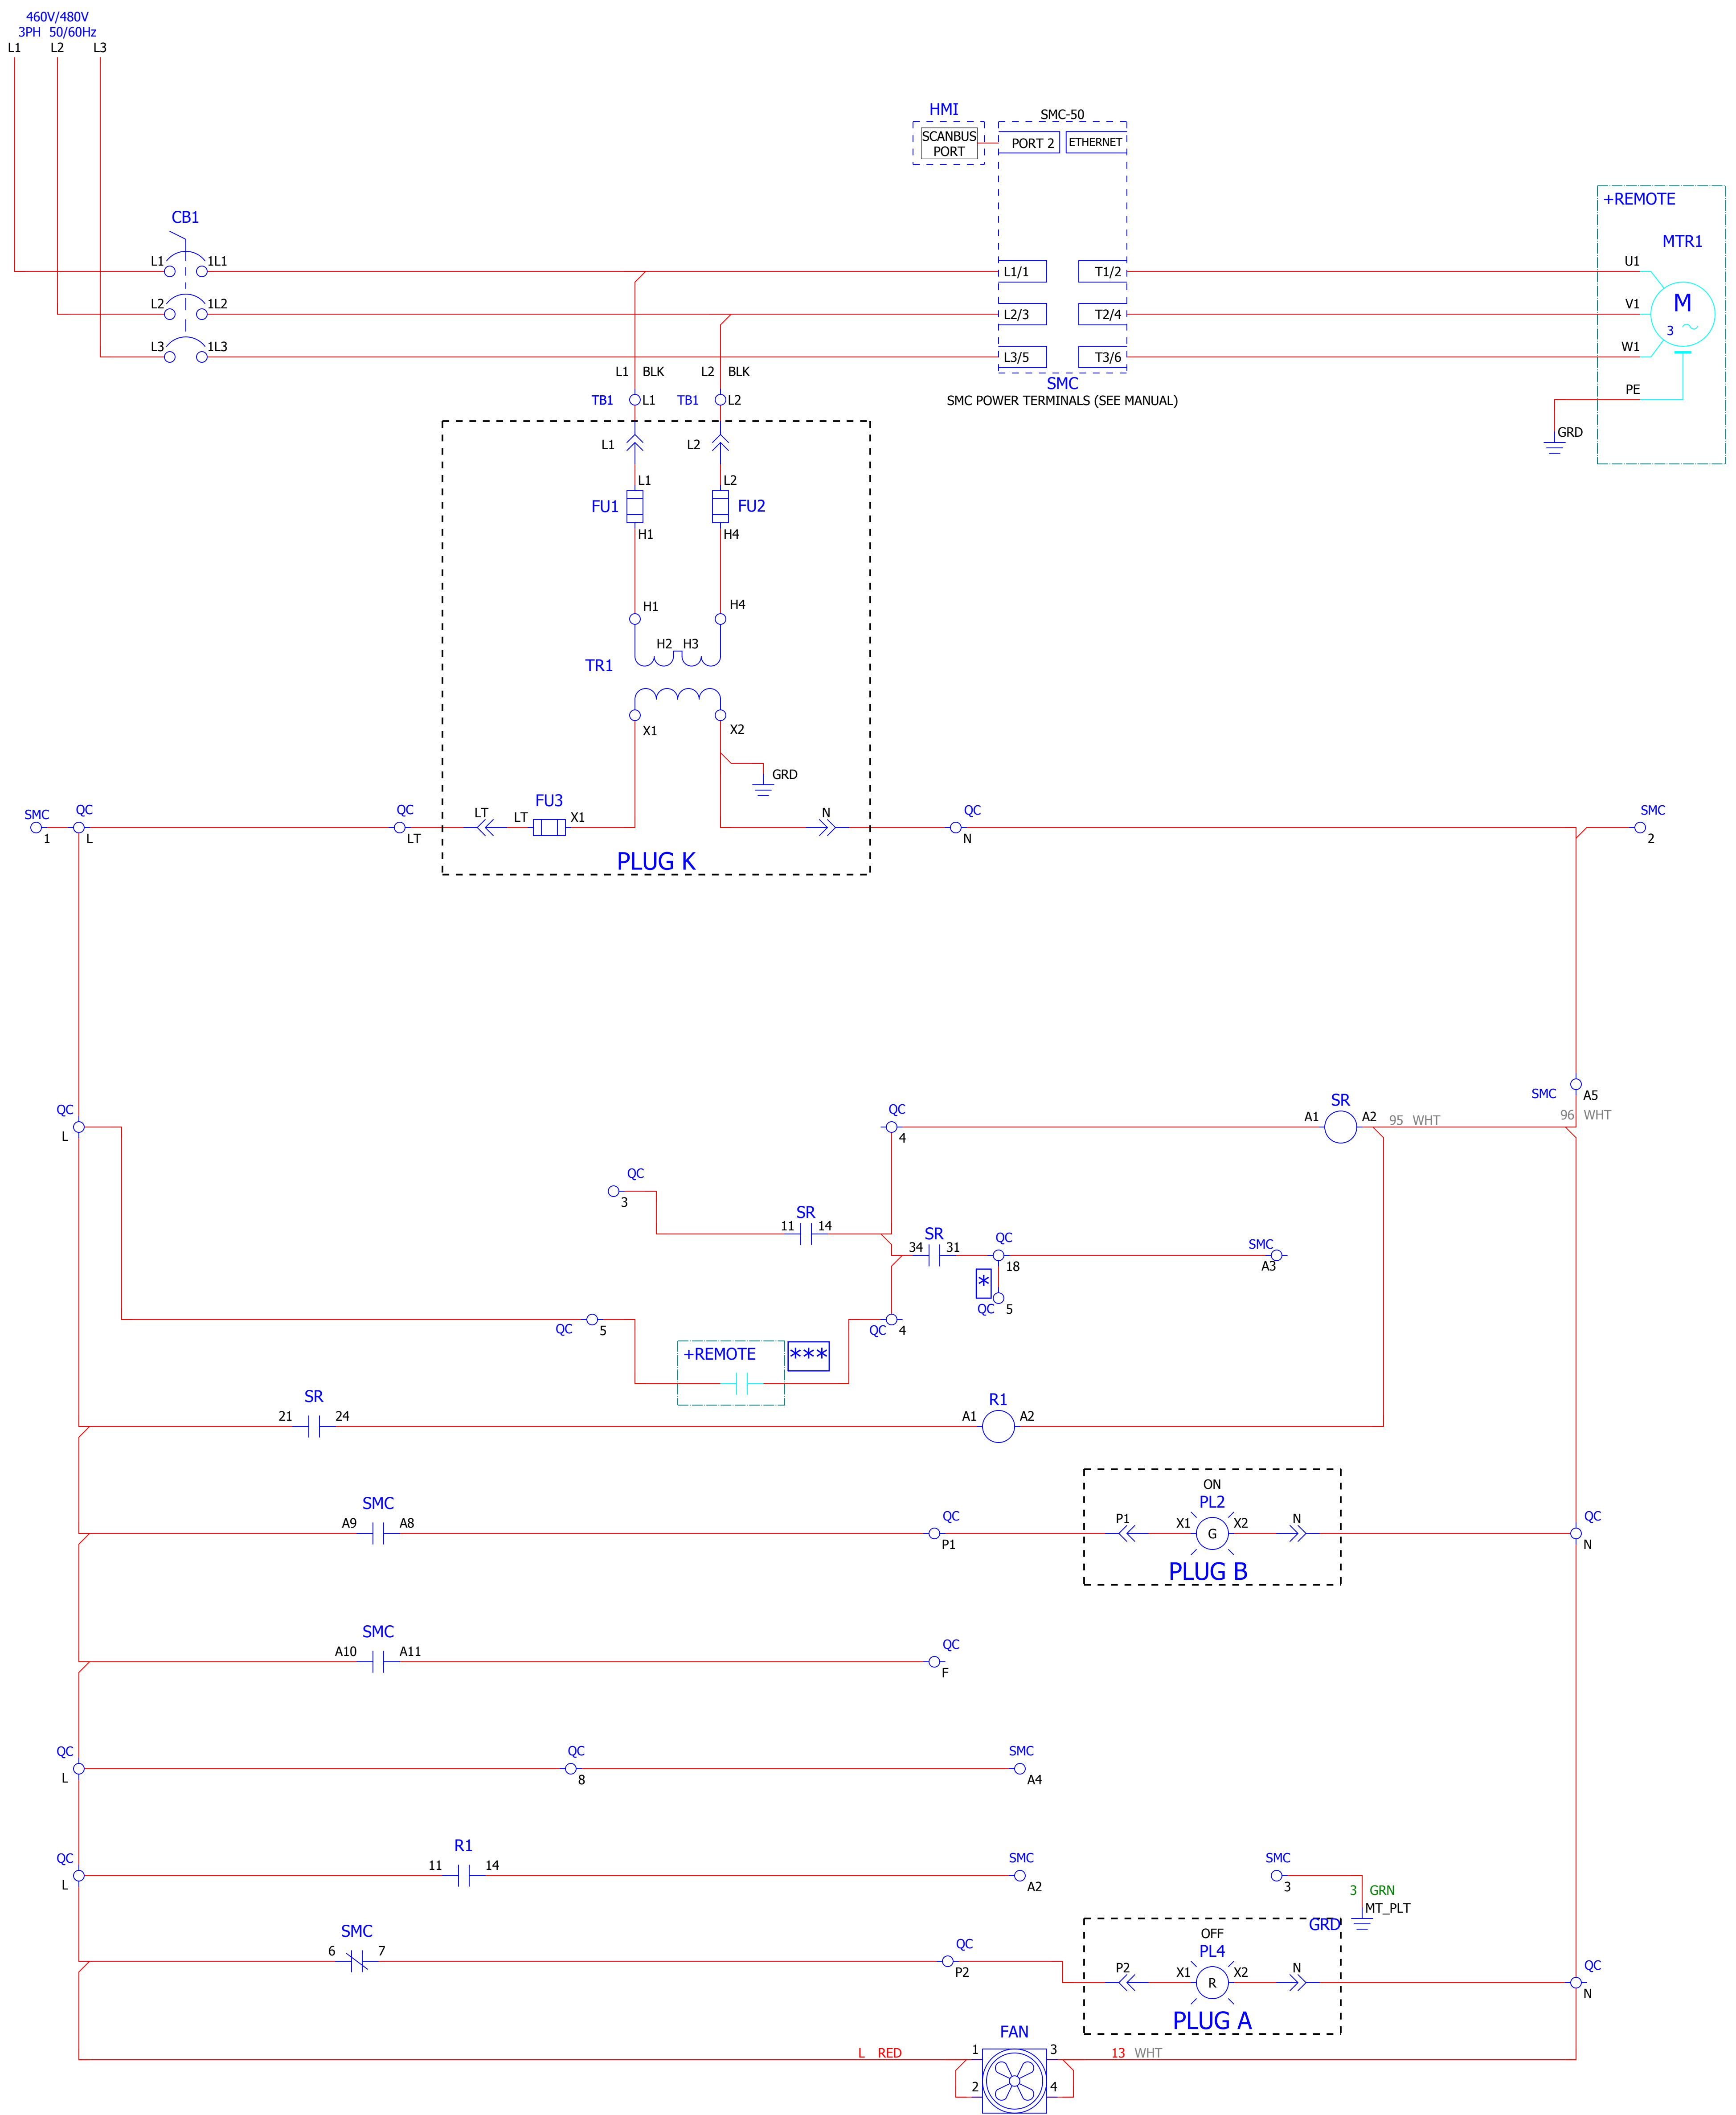 460V/480V
3PH 50/60Hz
L1 L2 L3
HMI
SMC-50
SCANBUS
PORT
PORT 2
ETHERNET
+REMOTE
MTR1
CB1
L1 1L1
L1/1
T1/2
U1
L2 1L2
L2/3
T2/4
V1
M
3
L3 1L3
L3/5
T3/6
W1
SMC
SMC POWER TERMINALS (SEE MANUAL)
PE
GRD
L1 BLK
L2 BLK
TB1 L1
TB1 L2
L1
L2
L1
L2
FU1
FU2
H1
H4
H1
H4
H2 H3
TR1
X1
X2
GRD
FU3
SMC
1
QC
L
QC
LT
LT
LT
X1
N
QC
N
SMC
2
PLUG K
SMC
A5
QC
L
QC
4
SR
A1
A2
95 WHT
96 WHT
QC
3
SR
11 14
SR
34 31
QC
18
SMC
A3
*
QC
5
QC
5
QC
4
+REMOTE
***
SR
21 24
R1
A1
A2
ON
PL2
SMC
A9 A8
QC
P1
P1
X1
G
X2
N
QC
N
PLUG B
SMC
A10 A11
QC
F
QC
L
QC
8
SMC
A4
R1
QC
L
11 14
SMC
A2
SMC
3
3 GRN
MT_PLT
GRD
OFF
PL4
SMC
6 7
QC
P2
P2
X1
R
X2
N
QC
N
PLUG A
FAN
L RED
1
3
13 WHT
2
4